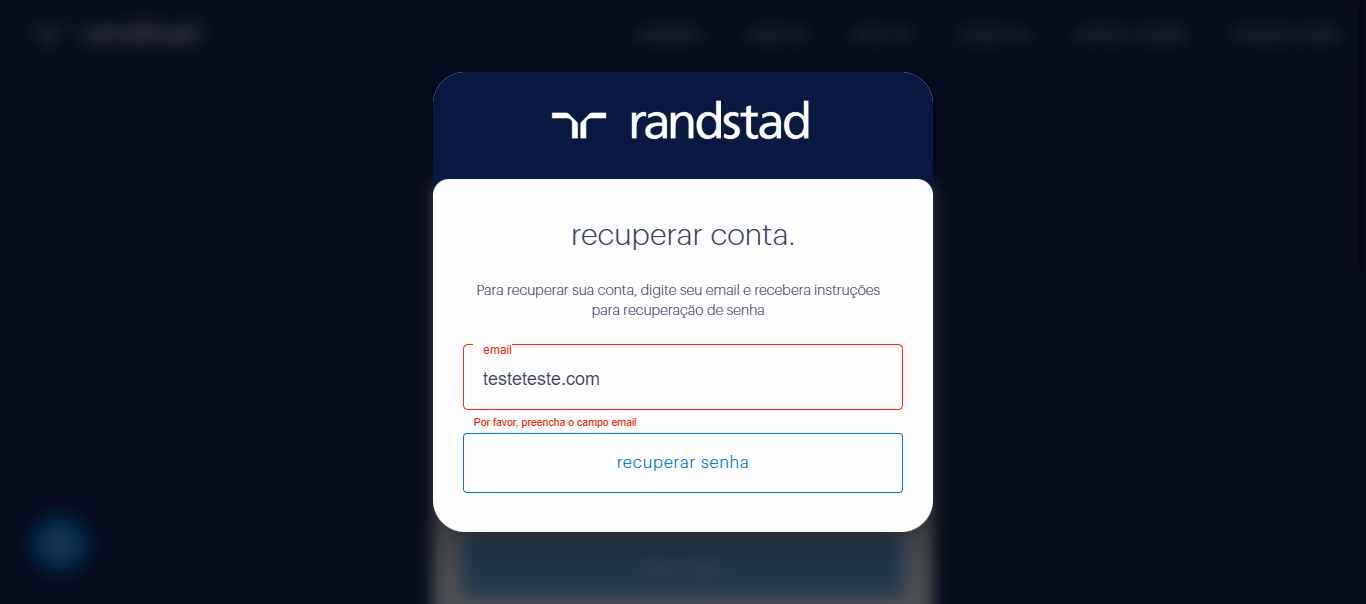 randstad
recuperar conta.
Para recuperar sua conta, digite seu email e recebera instruções
para recuperação de senha
email
testeteste.com
Por favor, preencha o campo email
recuperar senha